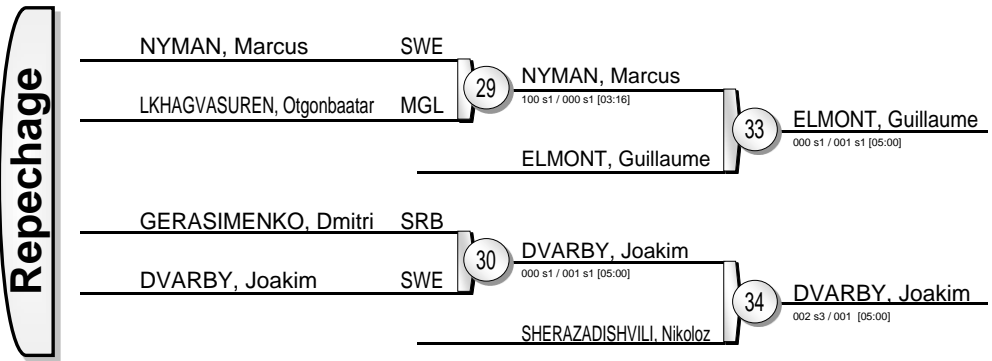 Repechage
NYMAN, Marcus SWE
LKHAGVASUREN, Otgonbaatar MGL
29
NYMAN, Marcus
100 s1 / 000 s1 [03:16]
ELMONT, Guillaume
33
ELMONT, Guillaume
000 s1 / 001 s1 [05:00]
GERASIMENKO, Dmitri SRB
DVARBY, Joakim SWE
30
DVARBY, Joakim
000 s1 / 001 s1 [05:00]
SHERAZADISHVILI, Nikoloz
34
DVARBY, Joakim
002 s3 / 001 [05:00]